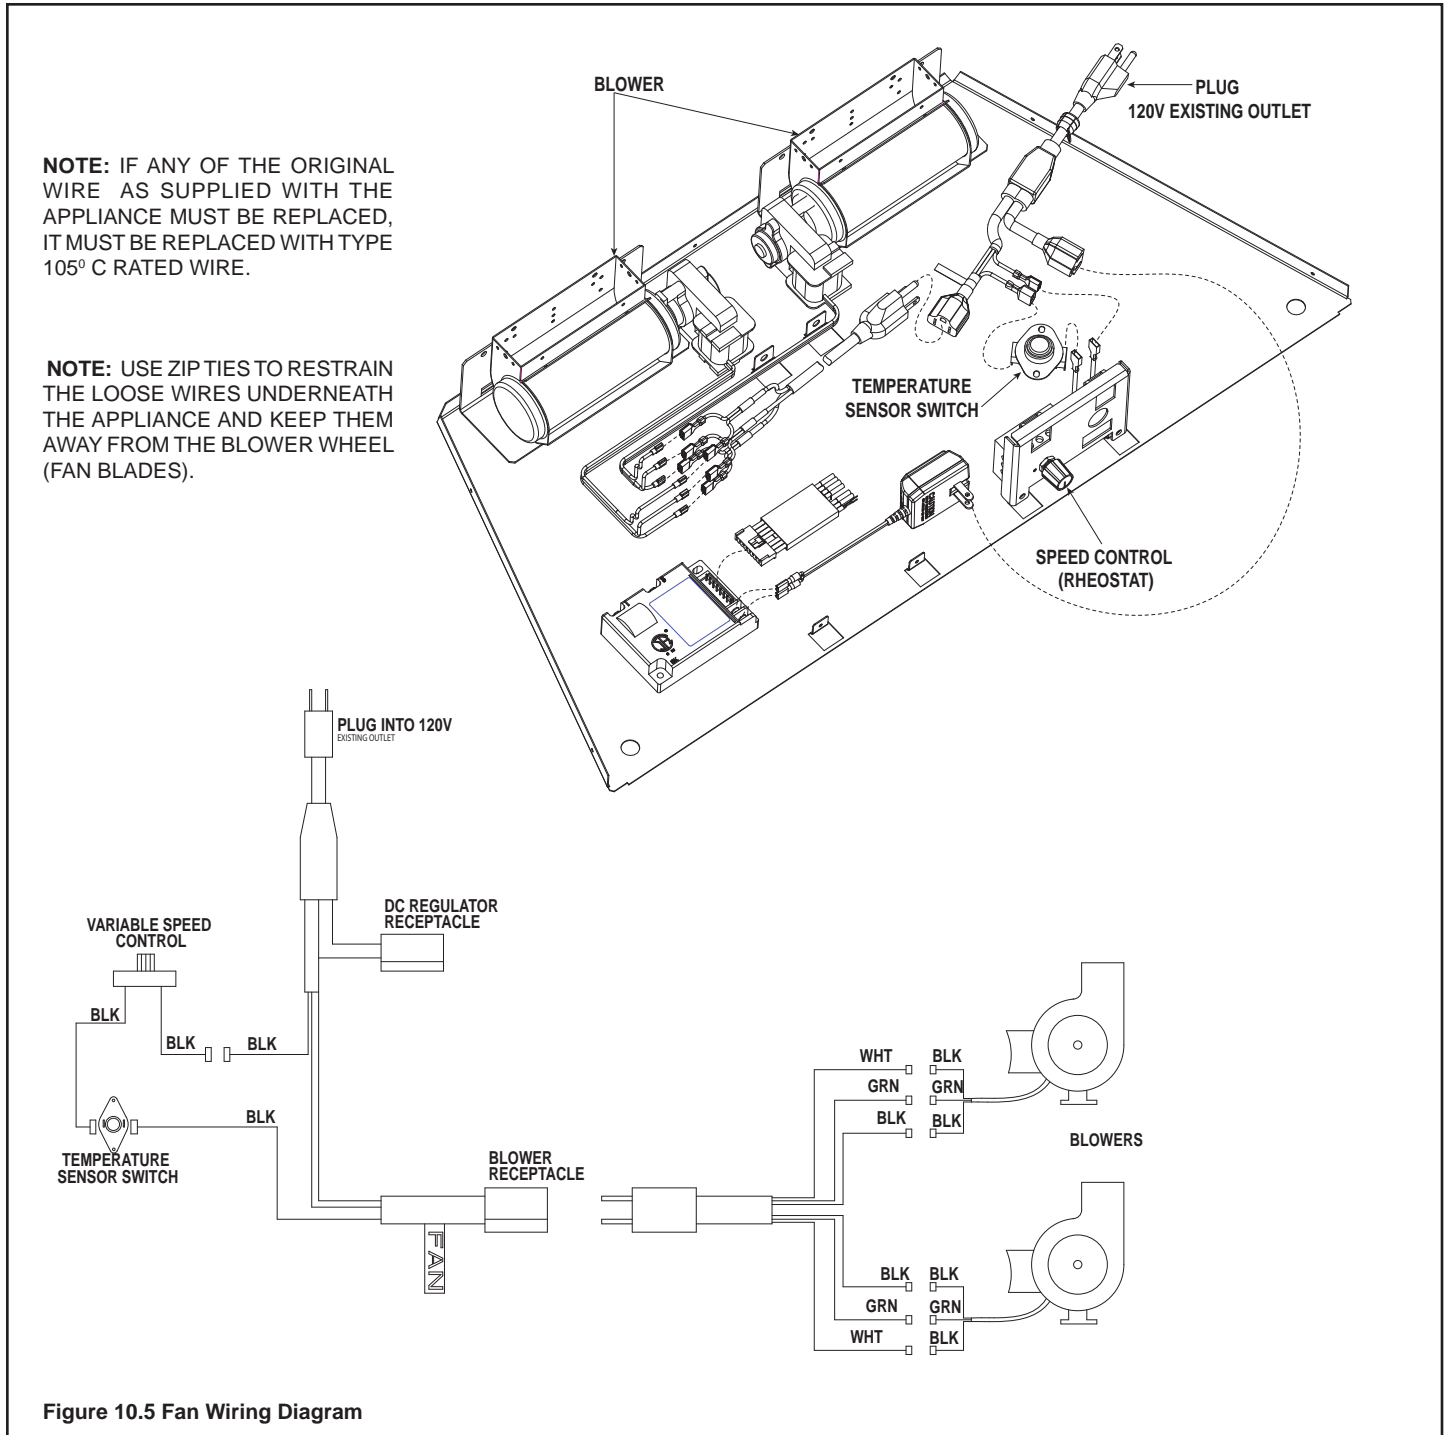 BLOWER
PLUG
120V EXISTING OUTLET
NOTE: IF ANY OF THE ORIGINAL
WIRE AS SUPPLIED WITH THE
APPLIANCE MUST BE REPLACED,
IT MUST BE REPLACED WITH TYPE
105⁰ C RATED WIRE.
NOTE: USE ZIP TIES TO RESTRAIN
THE LOOSE WIRES UNDERNEATH
THE APPLIANCE AND KEEP THEM
AWAY FROM THE BLOWER WHEEL
(FAN BLADES).
TEMPERATURE
SENSOR SWITCH
SPEED CONTROL
(RHEOSTAT)
PLUG INTO 120V
EXISTING OUTLET
DC REGULATOR
RECEPTACLE
VARIABLE SPEED
CONTROL
BLK
BLK BLK
BLK
TEMPERATURE
SENSOR SWITCH
BLOWER
RECEPTACLE
FAN
WHT BLK
GRN GRN
BLK BLK
BLOWERS
BLK BLK
GRN GRN
WHT BLK
Figure 10.5 Fan Wiring Diagram